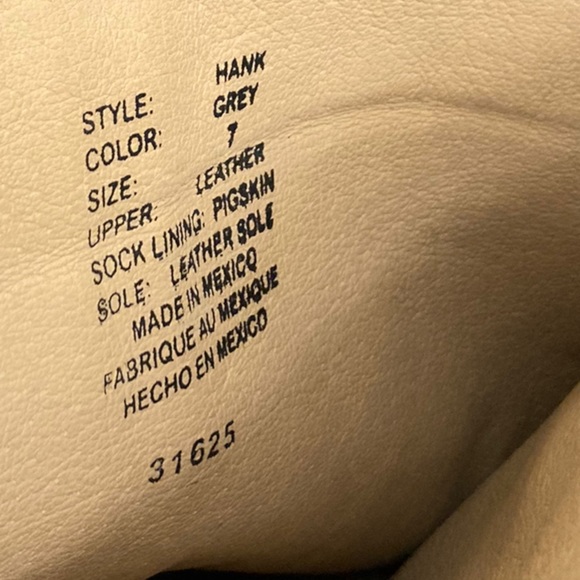 STYLE: HANK
COLOR: GREY
SIZE: 7
UPPER: LEATHER
SOCK LINING: PIGSKIN
SOLE: LEATHER SOLE
MADE IN MEXICO
FABRIQUE AU MEXIQUE
HECHO EN MEXICO
31625